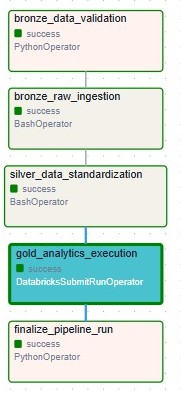 bronze_data_validation
success
PythonOperator
bronze_raw_ingestion
success
BashOperator
silver_data_standardization
success
BashOperator
gold_analytics_execution
success
DatabricksSubmitRunOperator
finalize_pipeline_run
success
PythonOperator